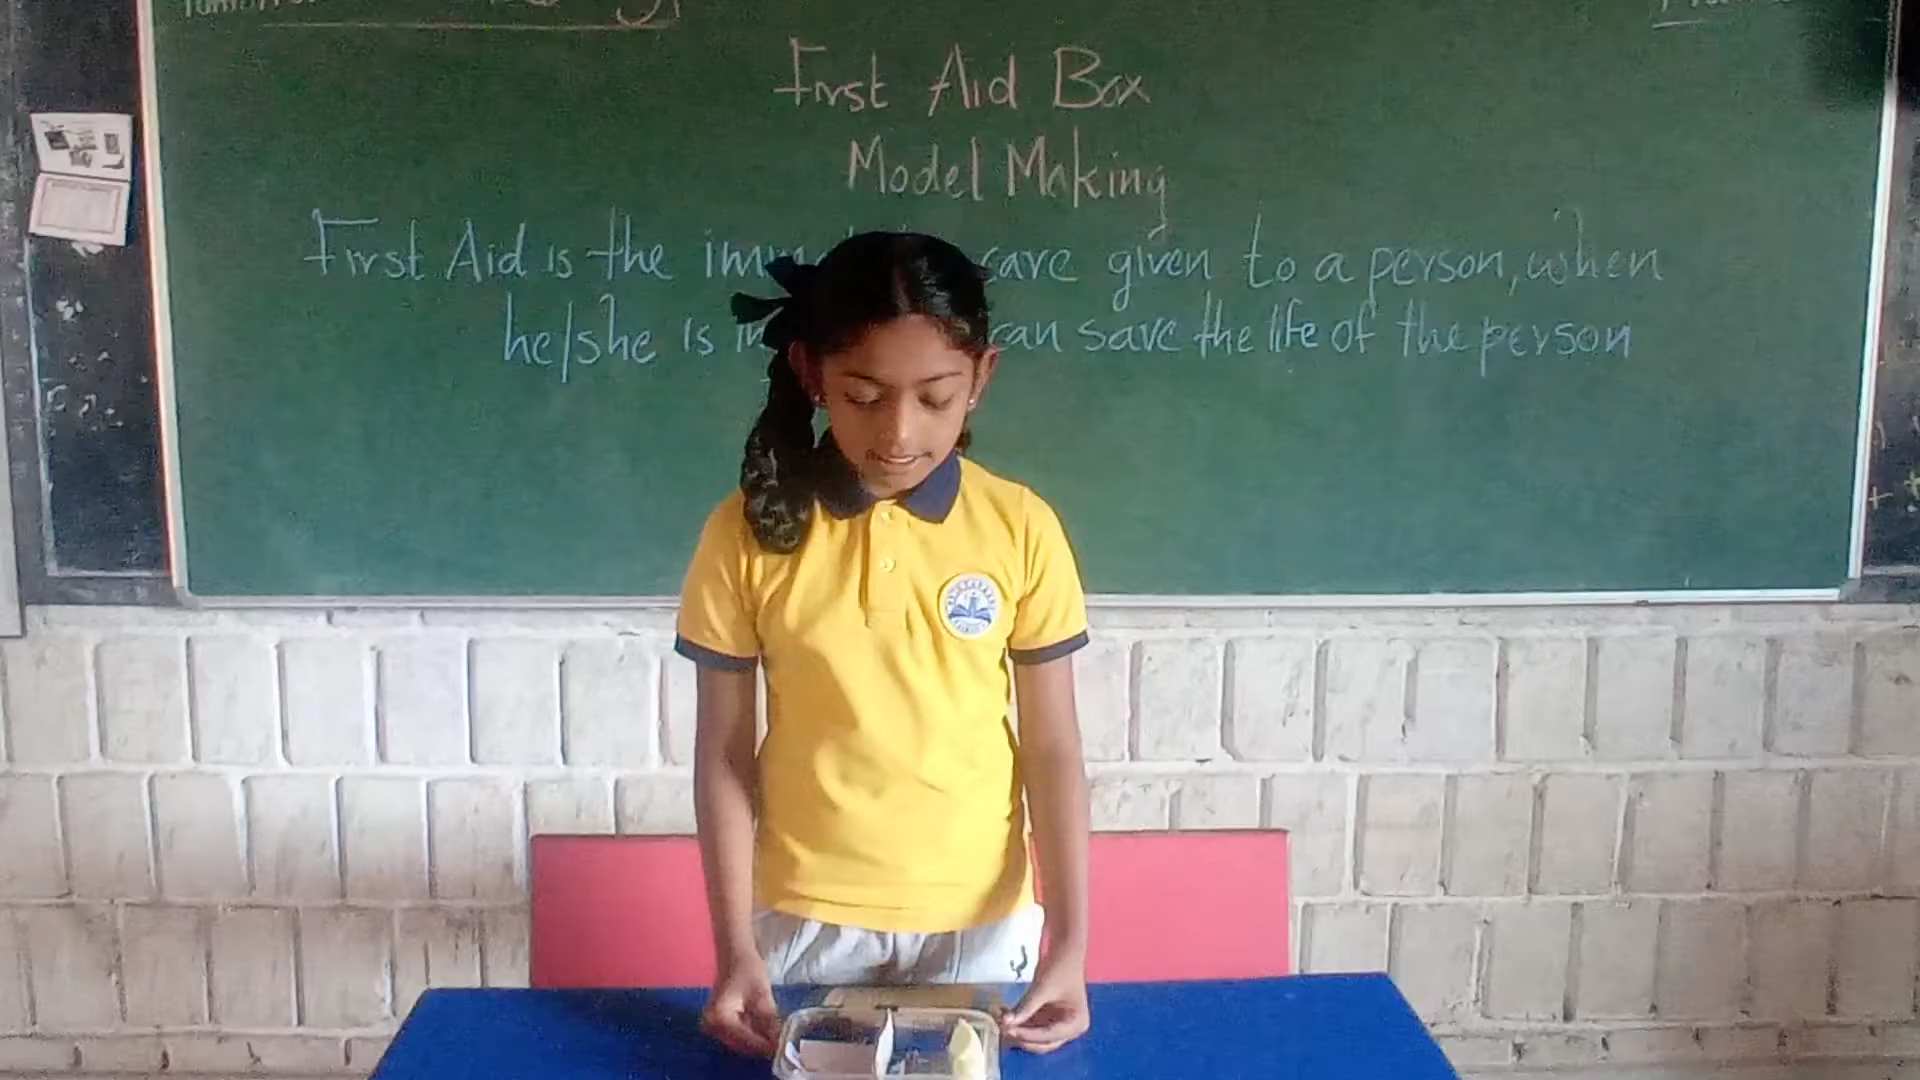 First Aid Box
Model Making
First Aid is the care given to a person, when
he/she is can save the life of the person